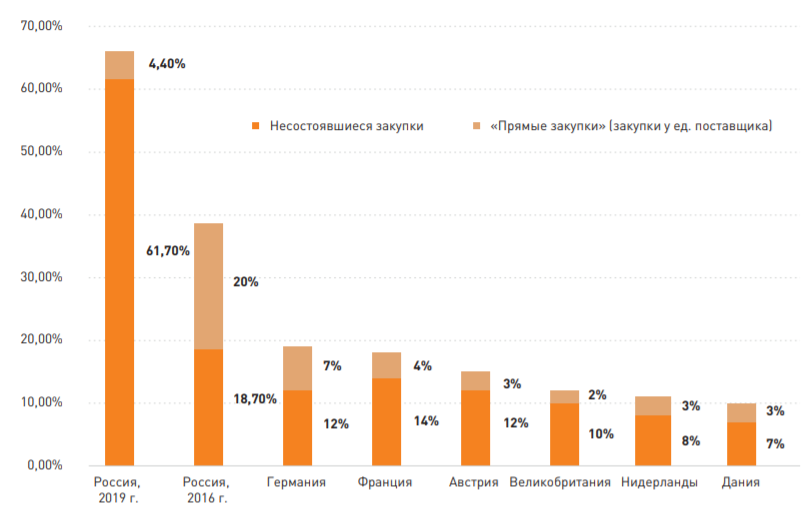 70,00%
60,00%
50,00%
40,00%
30,00%
20,00%
10,00%
0,00%
Несостоявшиеся закупки
«Прямые закупки» (закупки у ед. поставщика)
4,40%
61,70%
20%
18,70%
7%
12%
4%
14%
3%
12%
2%
10%
3%
8%
3%
7%
Россия,
2019 г.
Россия,
2016 г.
Германия
Франция
Австрия
Великобритания
Нидерланды
Дания